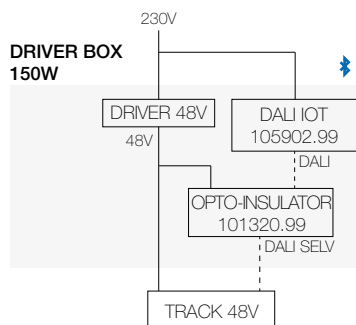 230V
DRIVER BOX
150W
DRIVER 48V
DALI IOT
105902.99
48V
DALI
OPTO-INSULATOR
101320.99
DALI SELV
TRACK 48V